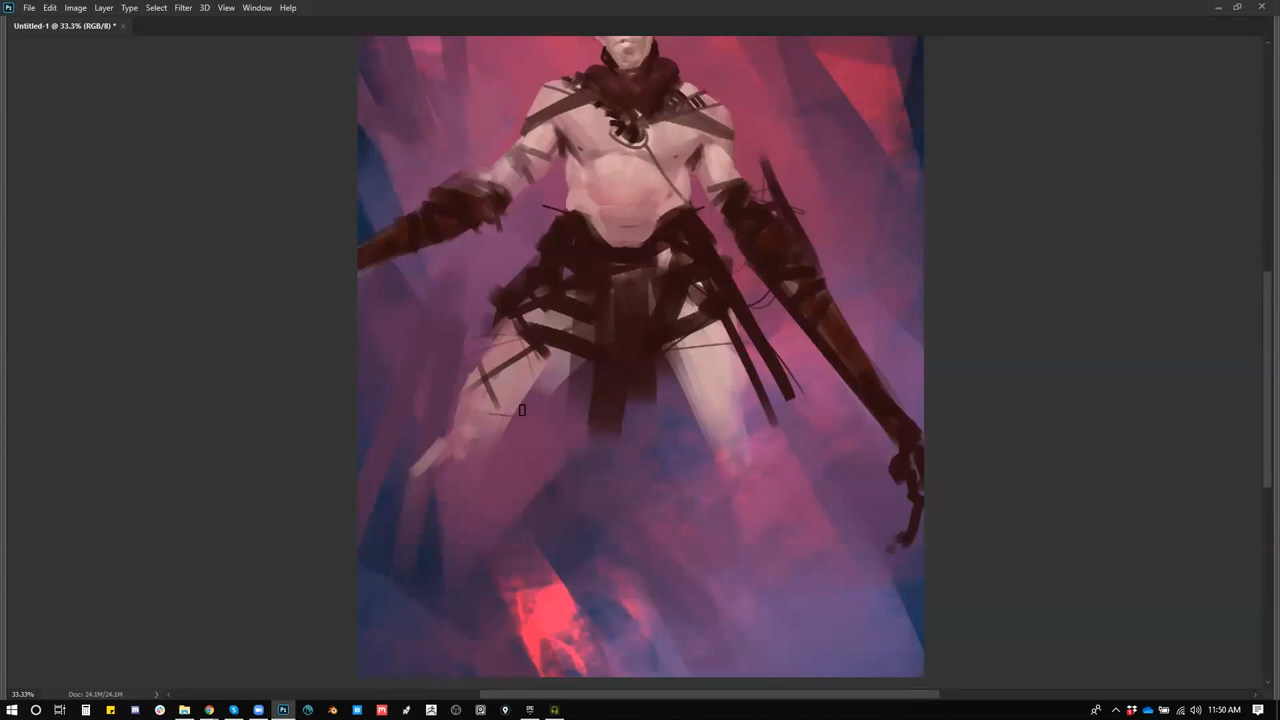 Ps File Edit Image Layer Type Select Filter 3D View Window Help
Untitled-1 @ 33.3% (RGB/8) * ×
33.33% Doc: 24.1M/24.1M
11:50 AM